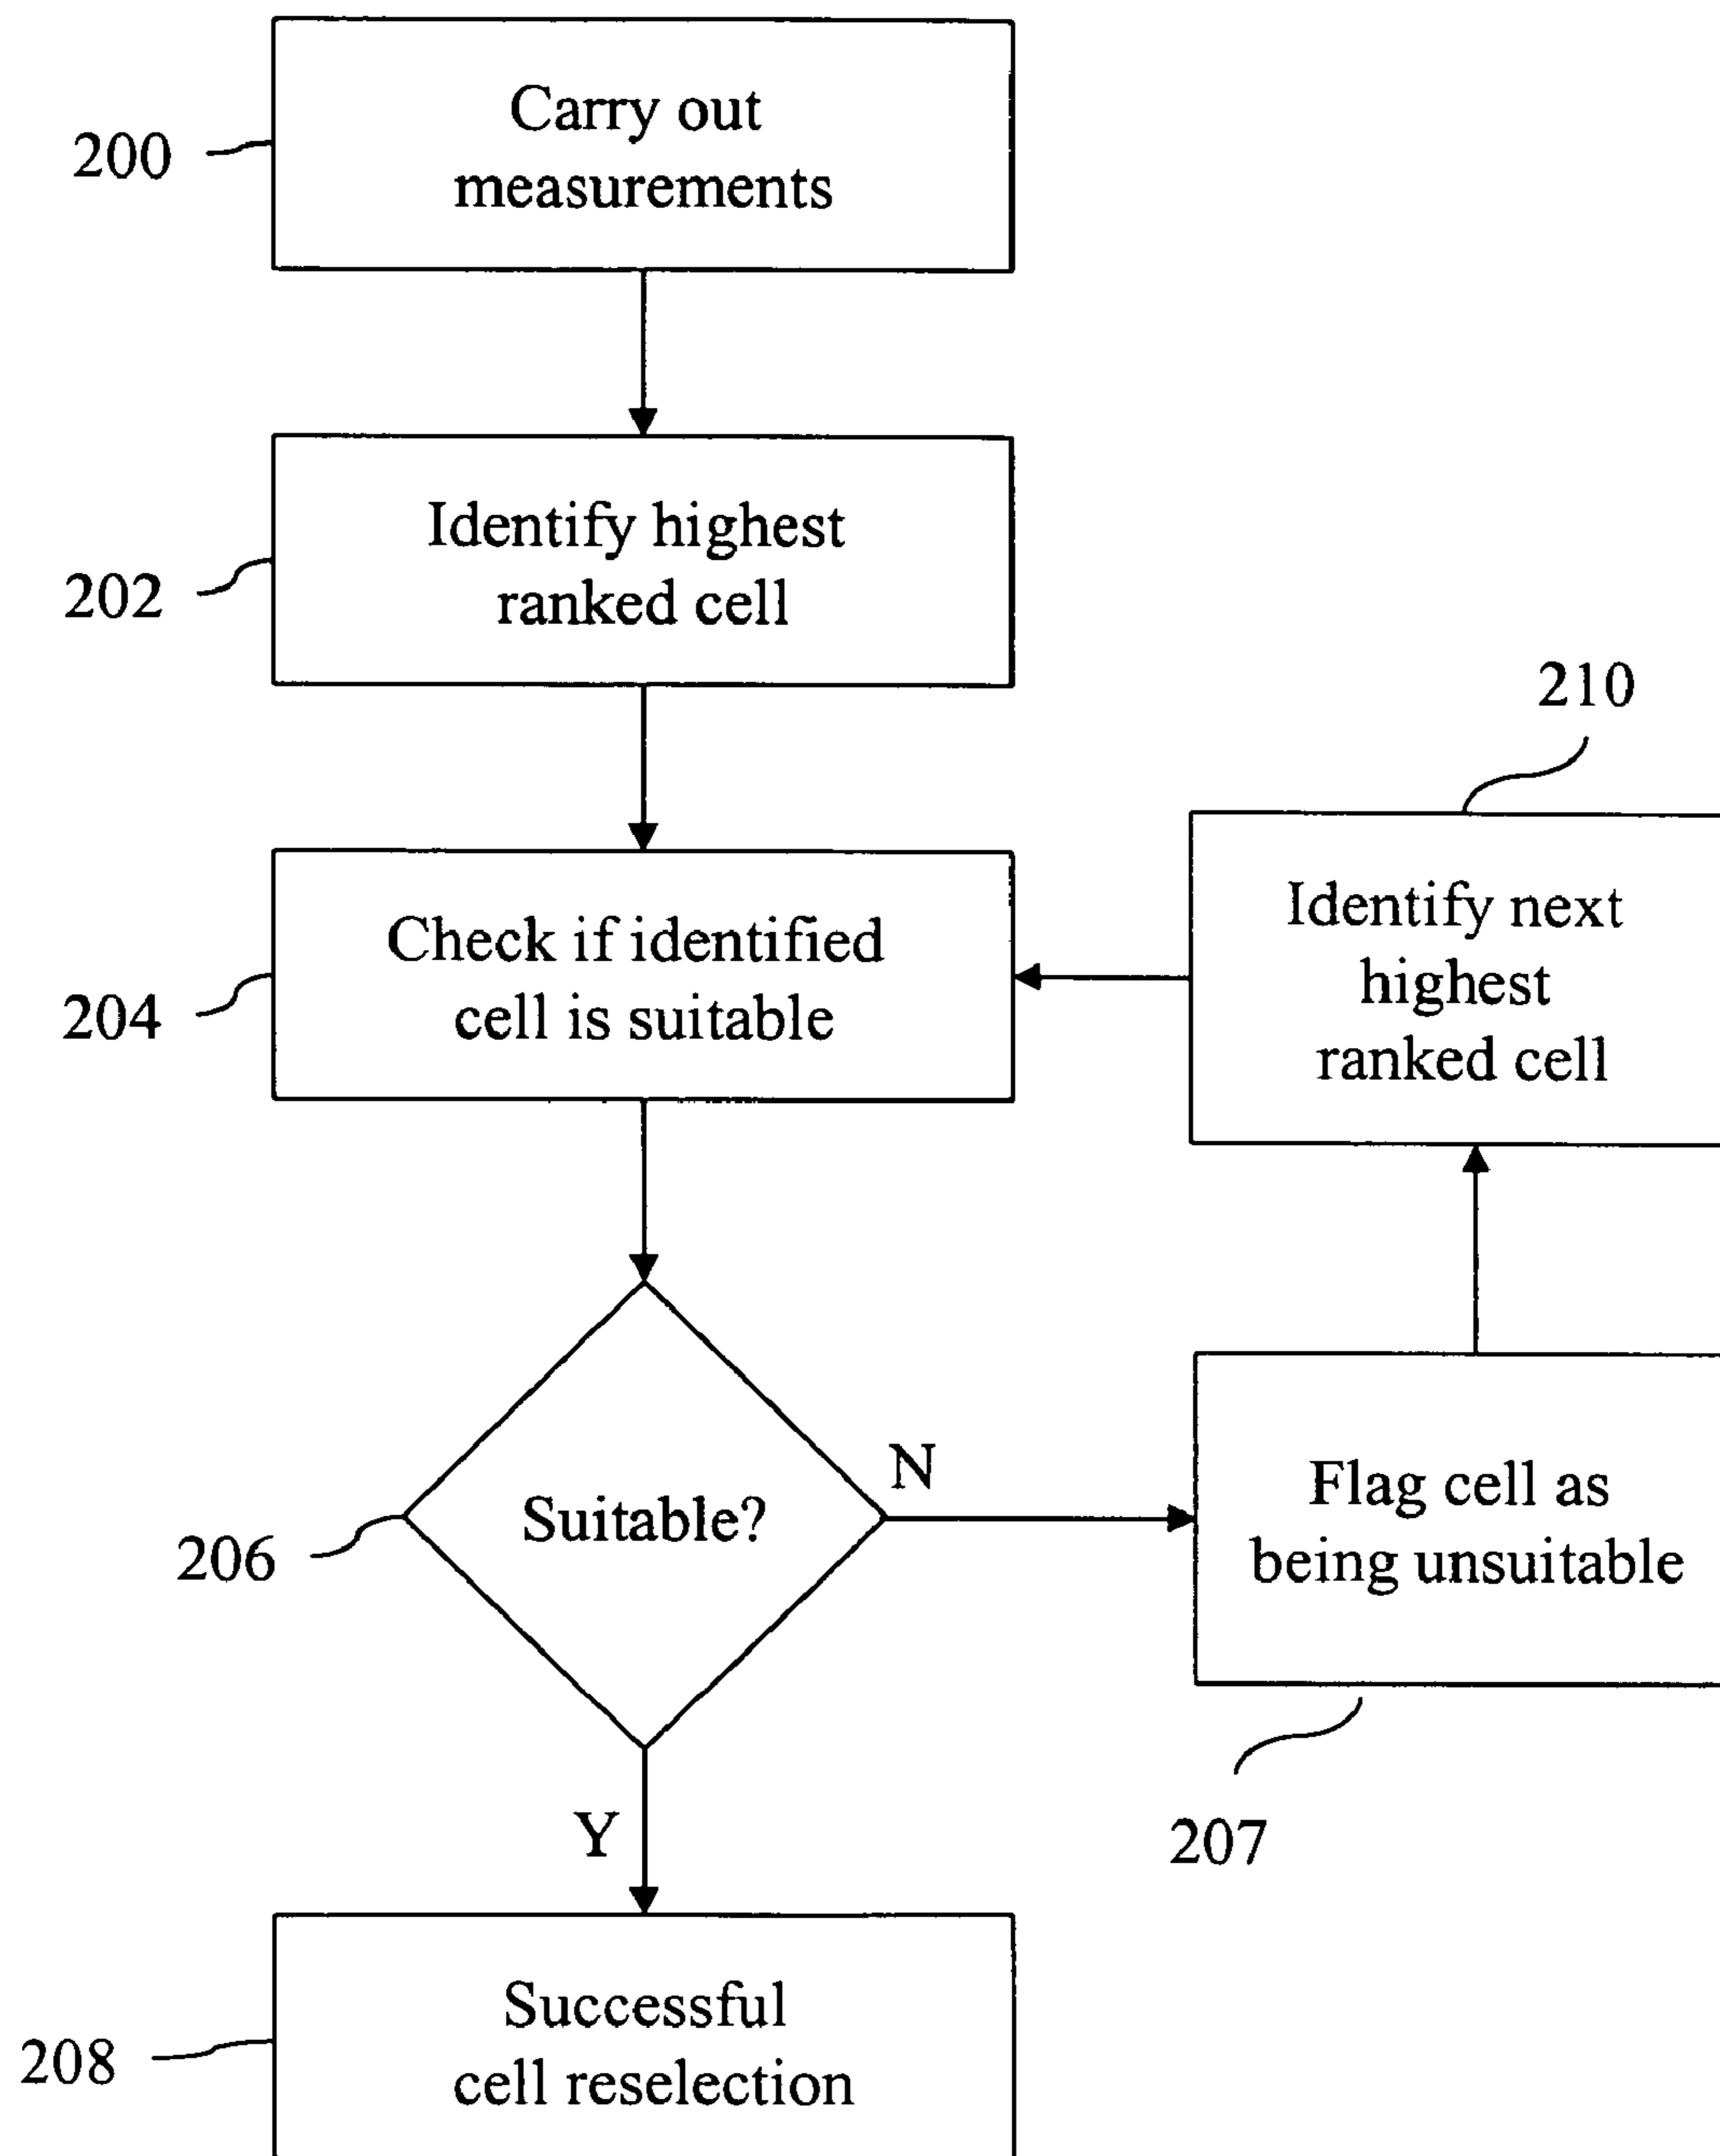 Carry out
measurements
200
Identify highest
ranked cell
202
210
Check if identified
cell is suitable
204
Identify next
highest
ranked cell
Suitable?
206
N
Flag cell as
being unsuitable
207
Y
Successful
cell reselection
208